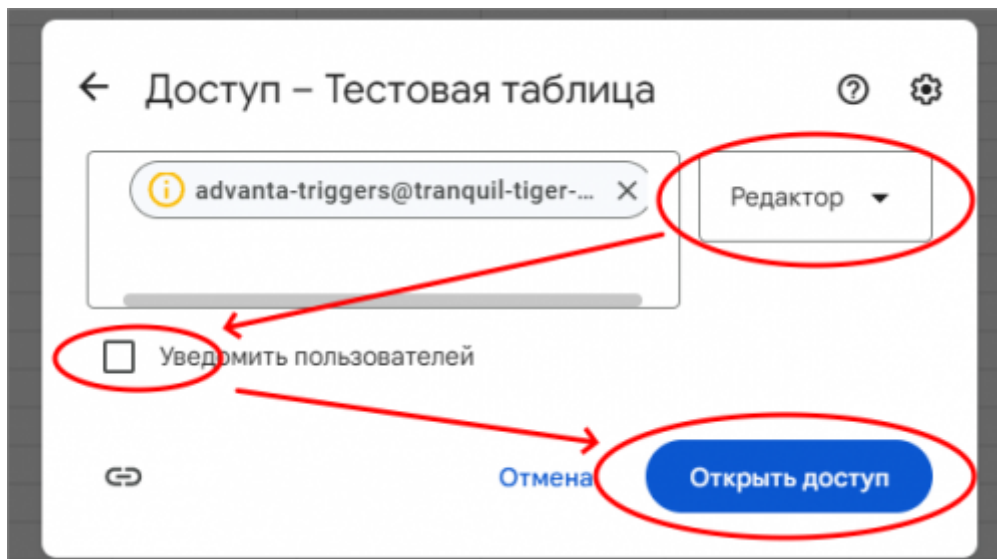 Доступ – Тестовая таблица
advanta-triggers@tranquil-tiger-...
Редактор
Уведомить пользователей
Отмена
Открыть доступ